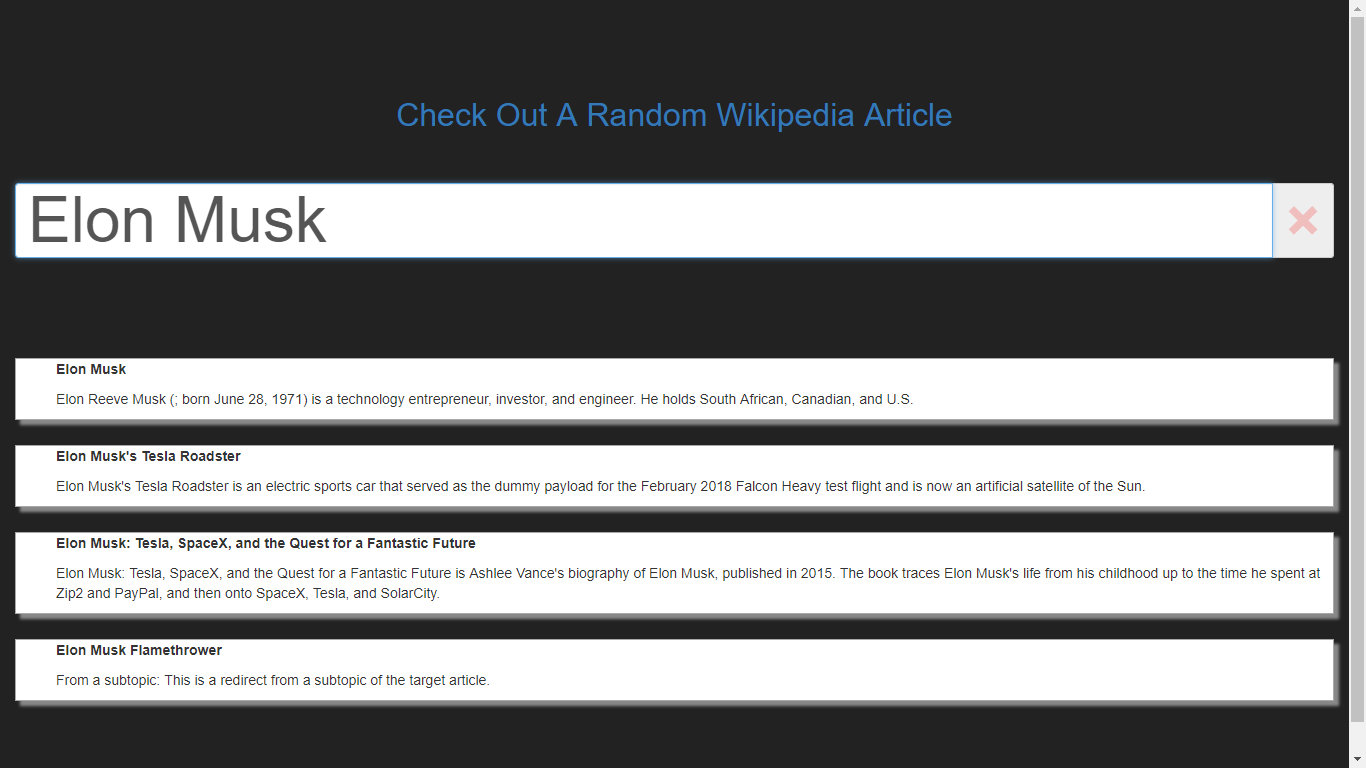 Check Out A Random Wikipedia Article
Elon Musk
Elon Musk
Elon Reeve Musk (; born June 28, 1971) is a technology entrepreneur, investor, and engineer. He holds South African, Canadian, and U.S.
Elon Musk's Tesla Roadster
Elon Musk's Tesla Roadster is an electric sports car that served as the dummy payload for the February 2018 Falcon Heavy test flight and is now an artificial satellite of the Sun.
Elon Musk: Tesla, SpaceX, and the Quest for a Fantastic Future
Elon Musk: Tesla, SpaceX, and the Quest for a Fantastic Future is Ashlee Vance's biography of Elon Musk, published in 2015. The book traces Elon Musk's life from his childhood up to the time he spent at
Zip2 and PayPal, and then onto SpaceX, Tesla, and SolarCity.
Elon Musk Flamethrower
From a subtopic: This is a redirect from a subtopic of the target article.